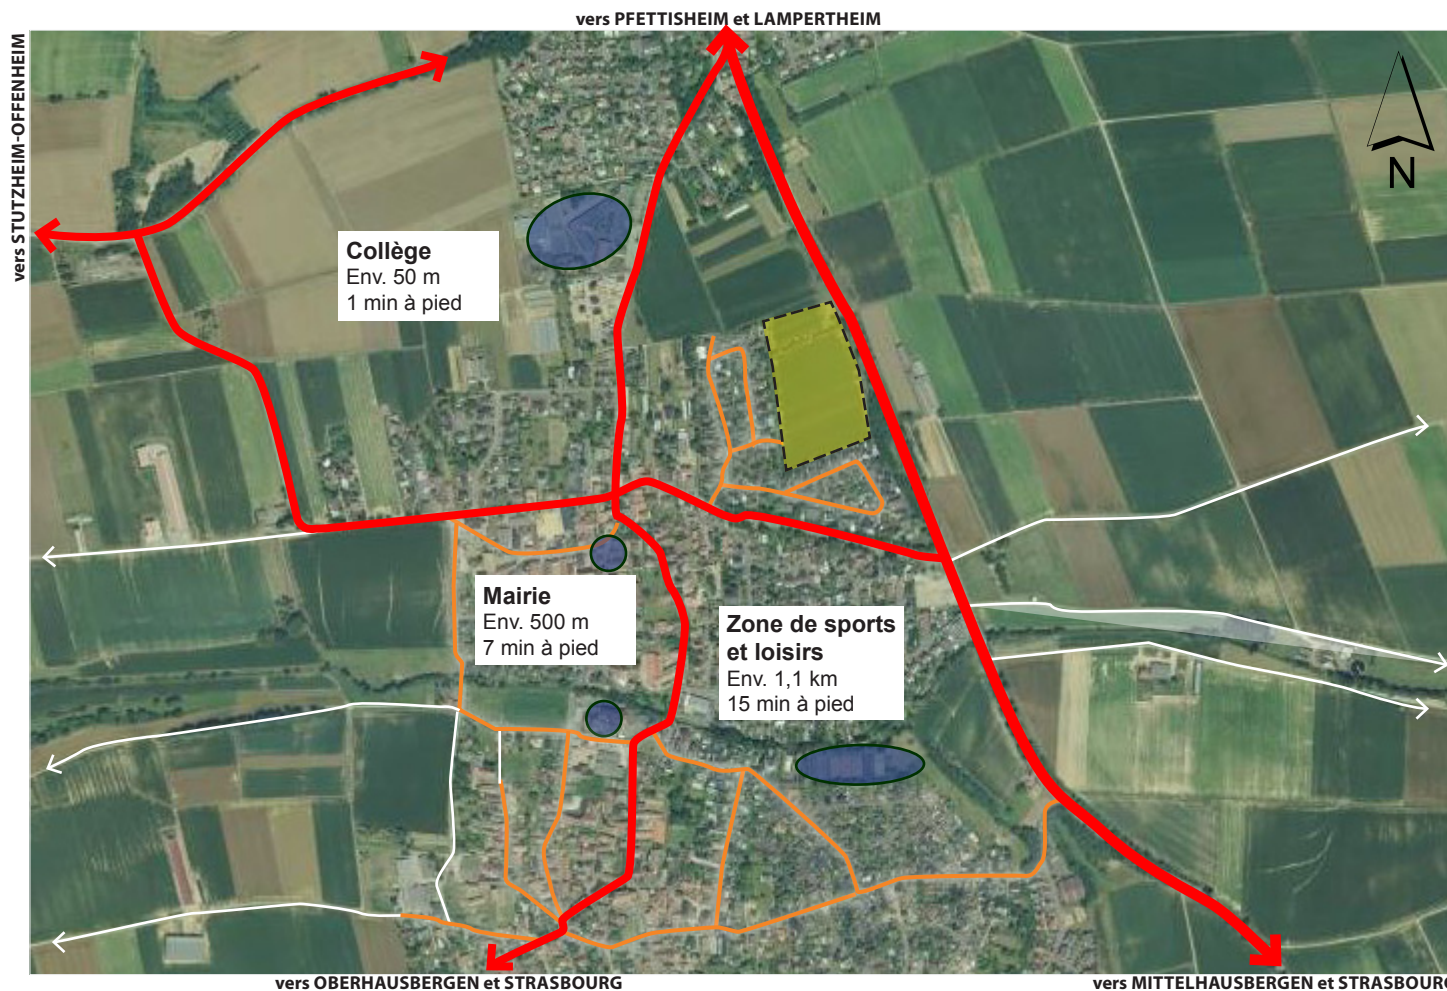 vers PFETTISHEIM et LAMPERTHEIM
vers STUTZHEIM-OFFENHEIM
N
Collège
Env. 50 m
1 min à pied
Mairie
Env. 500 m
7 min à pied
Zone de sports
et loisirs
Env. 1,1 km
15 min à pied
vers OBERHAUSBERGEN et STRASBOURG
vers MITTELHAUSBERGEN et STRASBOURG